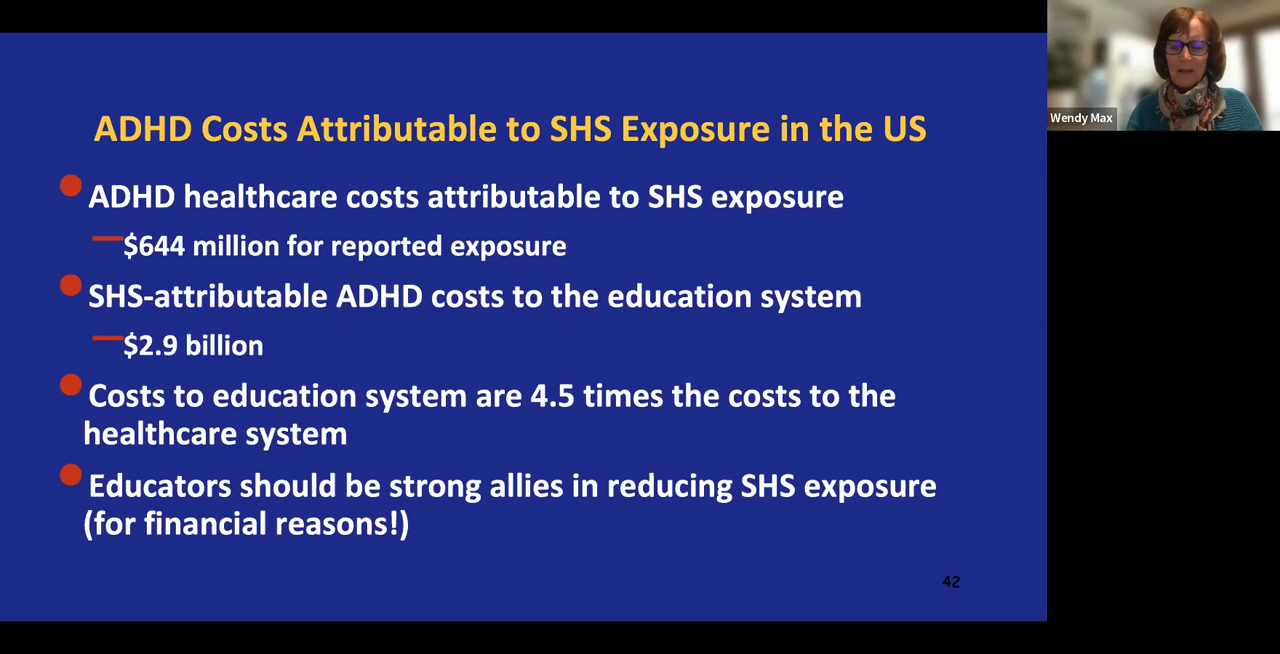 ADHD Costs Attributable to SHS Exposure in the US
ADHD healthcare costs attributable to SHS exposure
$644 million for reported exposure
SHS-attributable ADHD costs to the education system
$2.9 billion
Costs to education system are 4.5 times the costs to the
healthcare system
Educators should be strong allies in reducing SHS exposure
(for financial reasons!)
42
Wendy Max